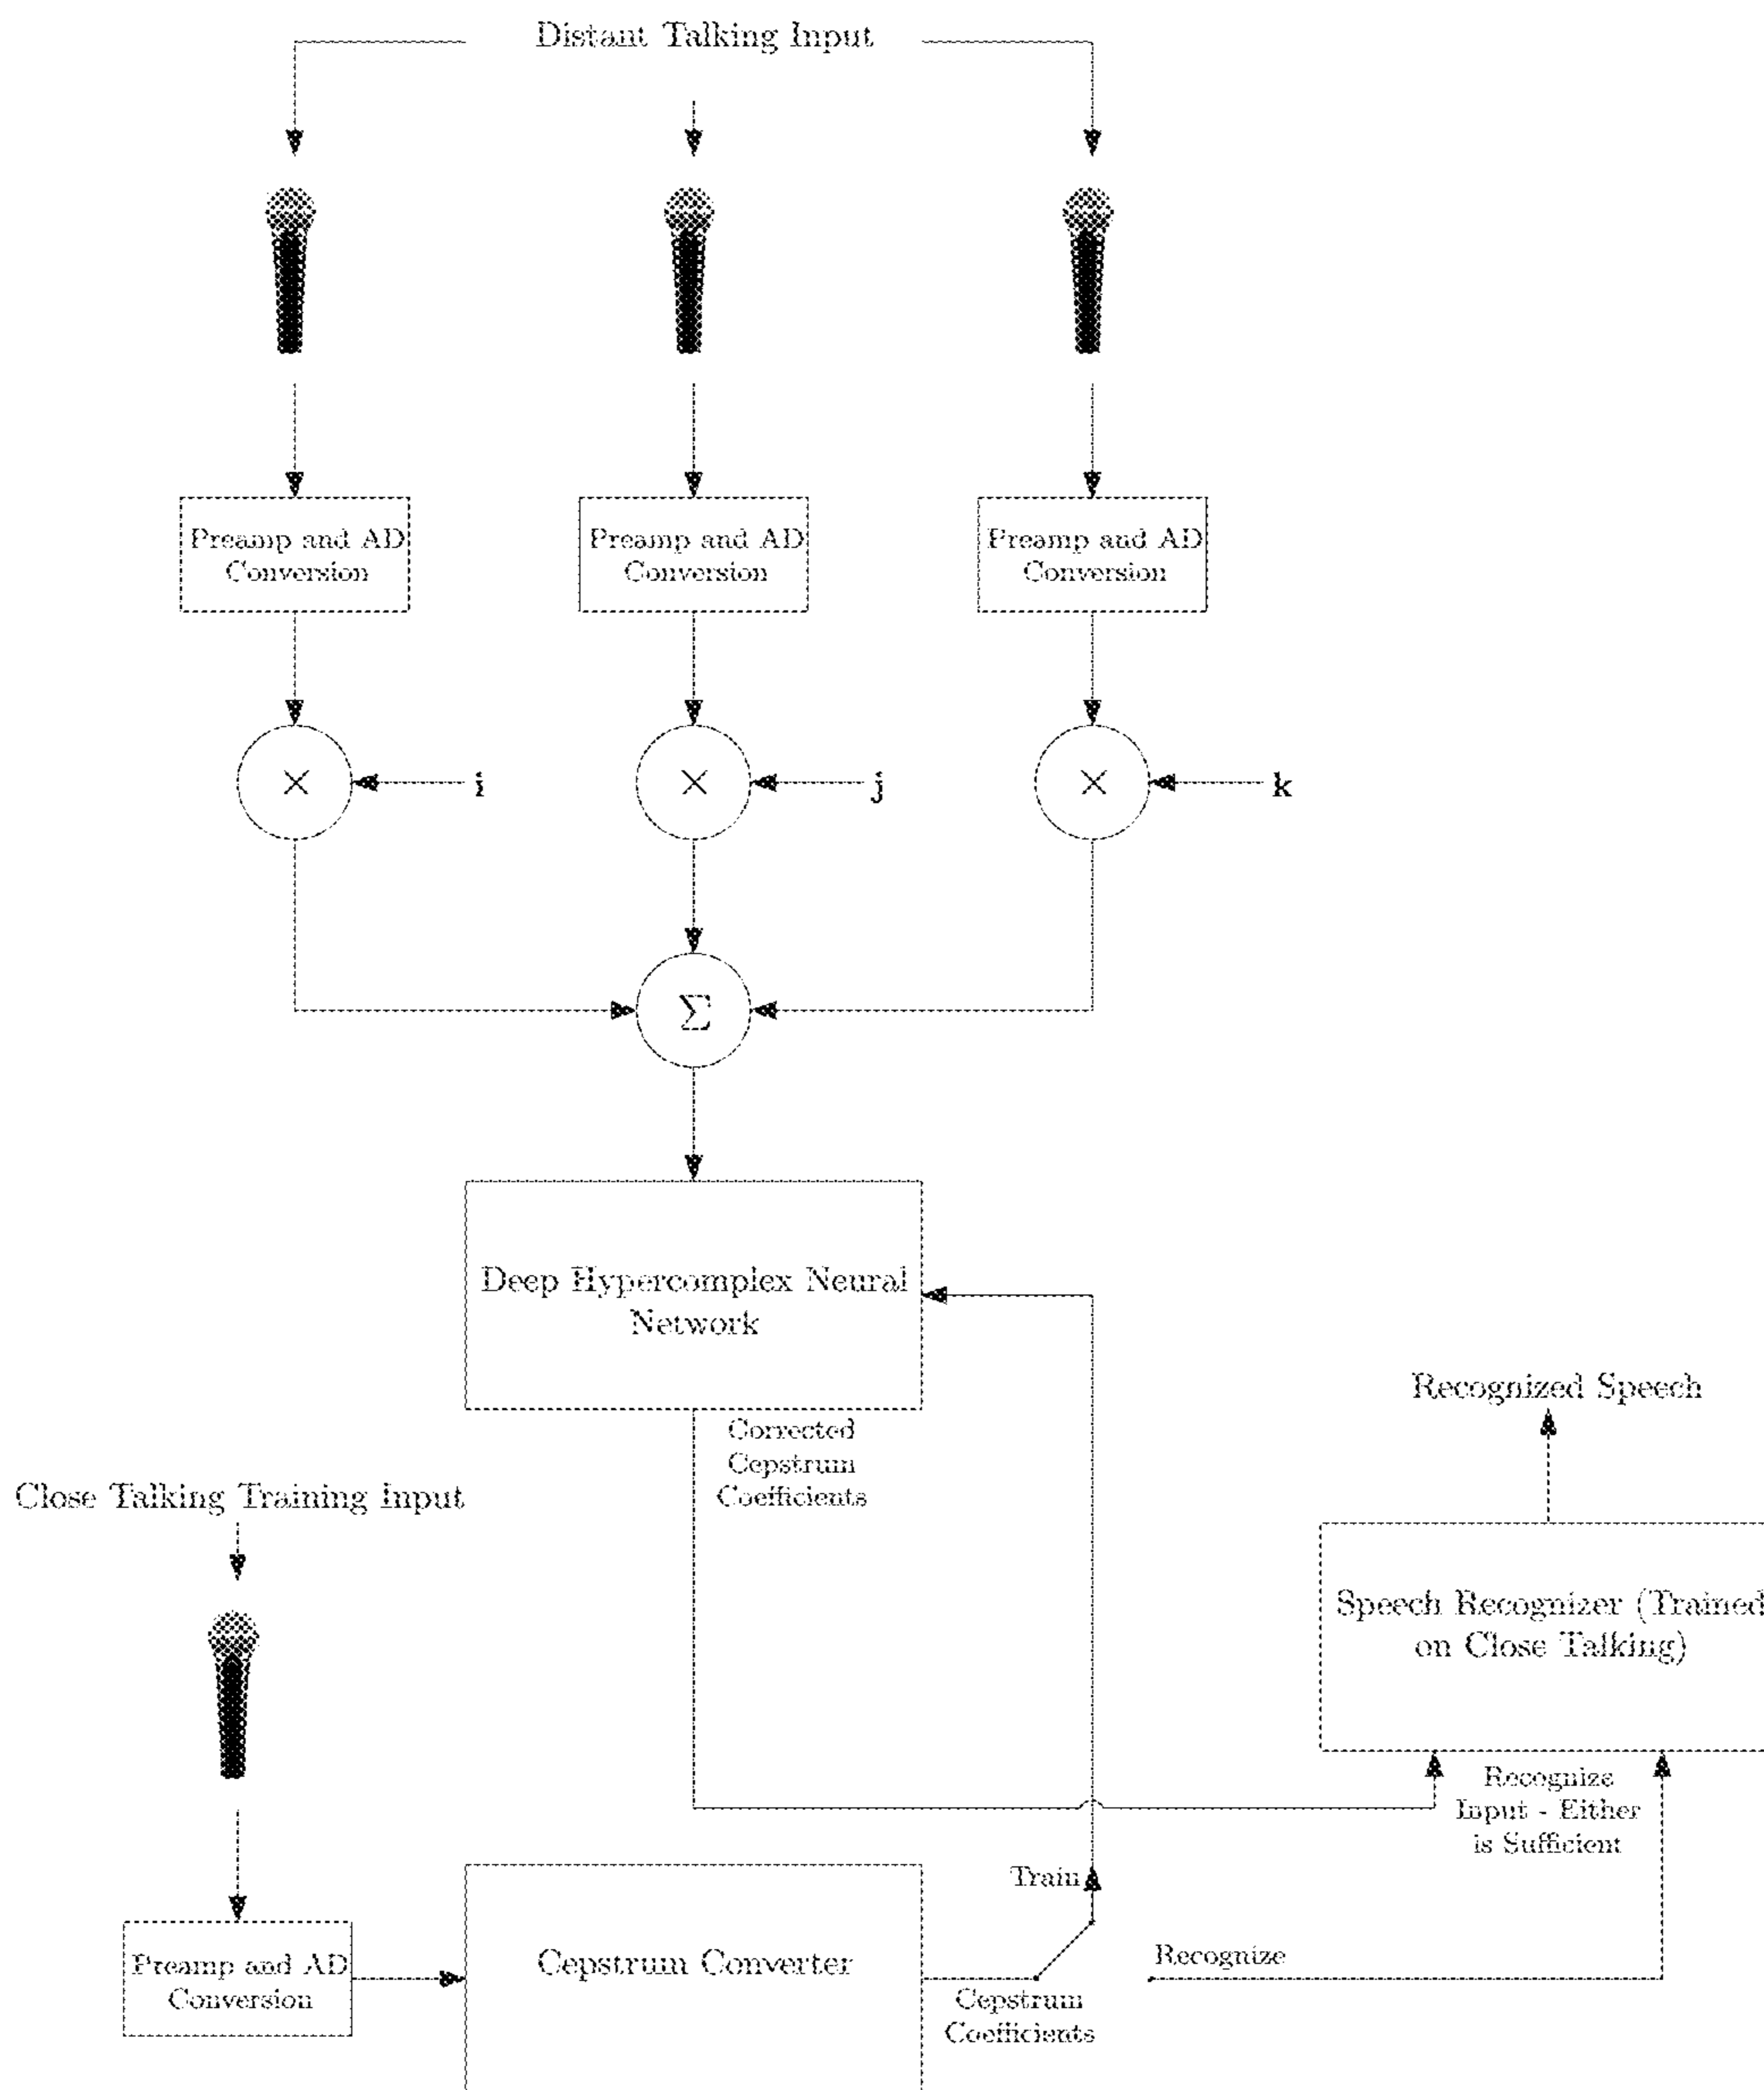 Distant Talking Input
Preamp and AD
Conversion
Preamp and AD
Conversion
Preamp and AD
Conversion
×
i
×
j
×
k
Σ
Deep Hypercomplex Neural
Network
Corrected
Cepstrum
Coefficients
Recognized Speech
Close Talking Training Input
Speech Recognizer (Trained
on Close Talking)
Recognize
Input - Either
is Sufficient
Train
Preamp and AD
Conversion
Cepstrum Converter
Recognize
Cepstrum
Coefficients